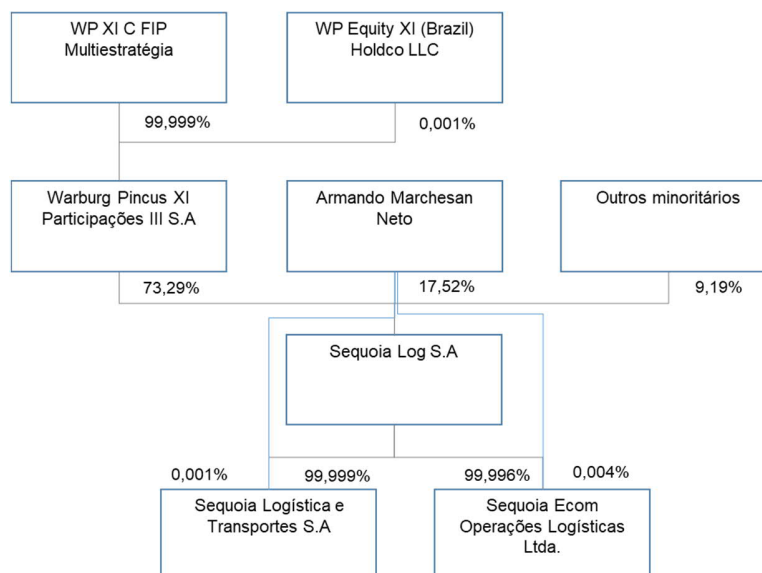 WP XI C FIP
Multiestratégia
WP Equity XI (Brazil)
Holdco LLC
99,999%
0,001%
Warburg Pincus XI
Participações III S.A
Armando Marchesan
Neto
Outros minoritários
73,29%
17,52%
9,19%
Sequoia Log S.A
0,001%
99,999%
99,996%
0,004%
Sequoia Logística e
Transportes S.A
Sequoia Ecom
Operações Logísticas
Ltda.